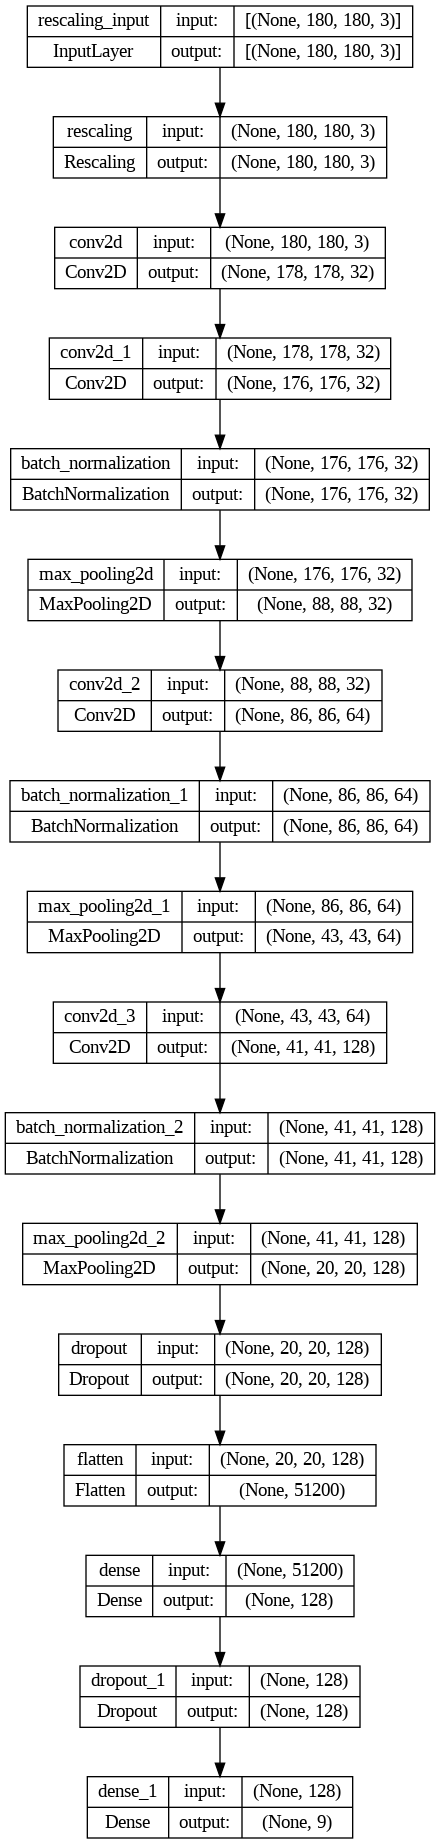 rescaling_input input: [(None, 180, 180, 3)]
InputLayer output: [(None, 180, 180, 3)]
rescaling input: (None, 180, 180, 3)
Rescaling output: (None, 180, 180, 3)
conv2d input: (None, 180, 180, 3)
Conv2D output: (None, 178, 178, 32)
conv2d_1 input: (None, 178, 178, 32)
Conv2D output: (None, 176, 176, 32)
batch_normalization input: (None, 176, 176, 32)
BatchNormalization output: (None, 176, 176, 32)
max_pooling2d input: (None, 176, 176, 32)
MaxPooling2D output: (None, 88, 88, 32)
conv2d_2 input: (None, 88, 88, 32)
Conv2D output: (None, 86, 86, 64)
batch_normalization_1 input: (None, 86, 86, 64)
BatchNormalization output: (None, 86, 86, 64)
max_pooling2d_1 input: (None, 86, 86, 64)
MaxPooling2D output: (None, 43, 43, 64)
conv2d_3 input: (None, 43, 43, 64)
Conv2D output: (None, 41, 41, 128)
batch_normalization_2 input: (None, 41, 41, 128)
BatchNormalization output: (None, 41, 41, 128)
max_pooling2d_2 input: (None, 41, 41, 128)
MaxPooling2D output: (None, 20, 20, 128)
dropout input: (None, 20, 20, 128)
Dropout output: (None, 20, 20, 128)
flatten input: (None, 20, 20, 128)
Flatten output: (None, 51200)
dense input: (None, 51200)
Dense output: (None, 128)
dropout_1 input: (None, 128)
Dropout output: (None, 128)
dense_1 input: (None, 128)
Dense output: (None, 9)